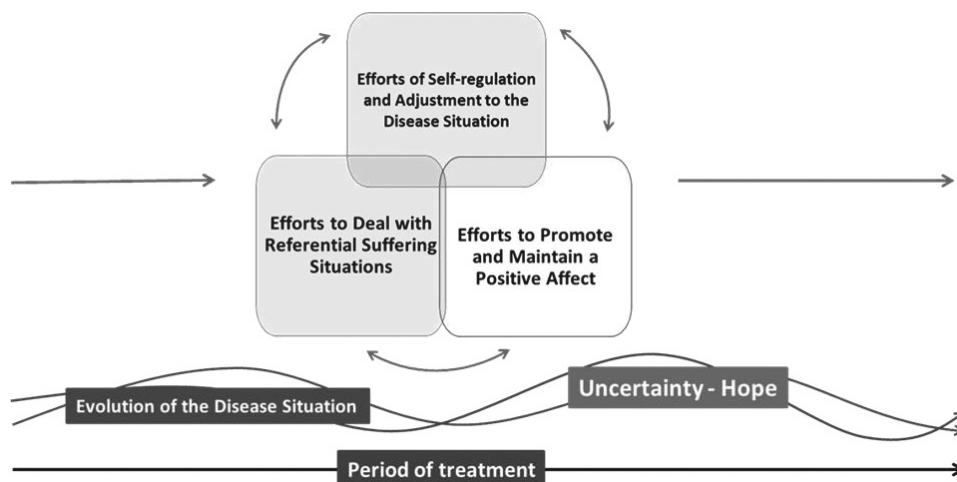 Efforts of Self-regulation
and Adjustment to the
Disease Situation
Efforts to Deal with
Referential Suffering
Situations
Efforts to Promote
and Maintain a
Positive Affect
Evolution of the Disease Situation
Uncertainty - Hope
Period of treatment